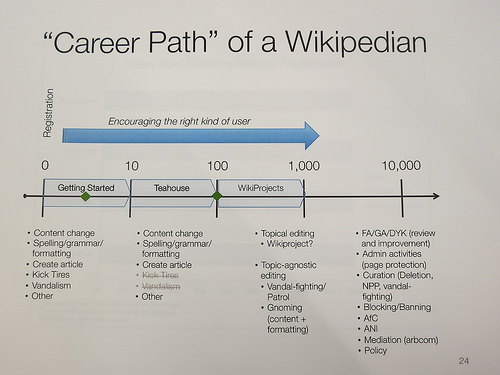 “Career Path” of a Wikipedian
Registration
Encouraging the right kind of user
0 10 100 1,000 10,000
Getting Started Teahouse WikiProjects
• Content change
• Spelling/grammar/
formatting
• Create article
• Kick Tires
• Vandalism
• Other
• Content change
• Spelling/grammar/
formatting
• Create article
• Kick Tires
• Vandalism
• Other
• Topical editing
• Wikiproject?
• Topic-agnostic
editing
• Vandal-fighting/
Patrol
• Gnoming
(content +
formatting)
• FA/GA/DYK (review
and improvement)
• Admin activities
(page protection)
• Curation (Deletion,
NPP, vandal-
fighting)
• Blocking/Banning
• AfC
• ANI
• Mediation (arbcom)
• Policy
24